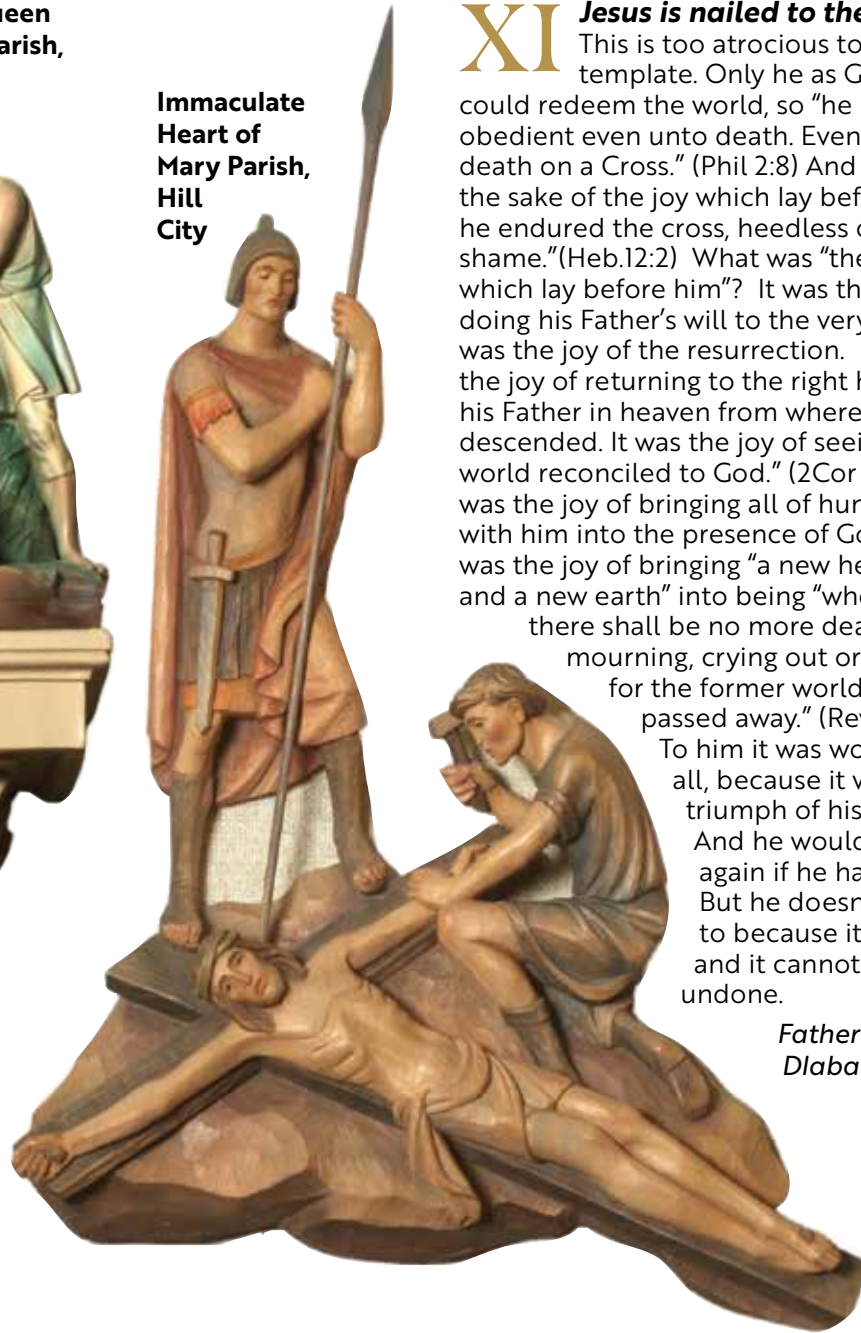 ueen
arish,
Immaculate
Heart of
Mary Parish,
Hill
City
XI Jesus is nailed to the
This is too atrocious to
template. Only he as G
could redeem the world, so “he
obedient even unto death. Even
death on a Cross.” (Phil 2:8) And
the sake of the joy which lay bef
he endured the cross, heedless
shame.”(Heb.12:2) What was “the
which lay before him”? It was th
doing his Father’s will to the very
was the joy of the resurrection.
the joy of returning to the right h
his Father in heaven from where
descended. It was the joy of seei
world reconciled to God.” (2Cor
was the joy of bringing all of hum
with him into the presence of Go
was the joy of bringing “a new he
and a new earth” into being “whe
there shall be no more dea
mourning, crying out or
for the former world
passed away.” (Rev
To him it was wo
all, because it w
triumph of his
And he would
again if he ha
But he doesn
to because it
and it cannot
undone.
Father
Dlaba